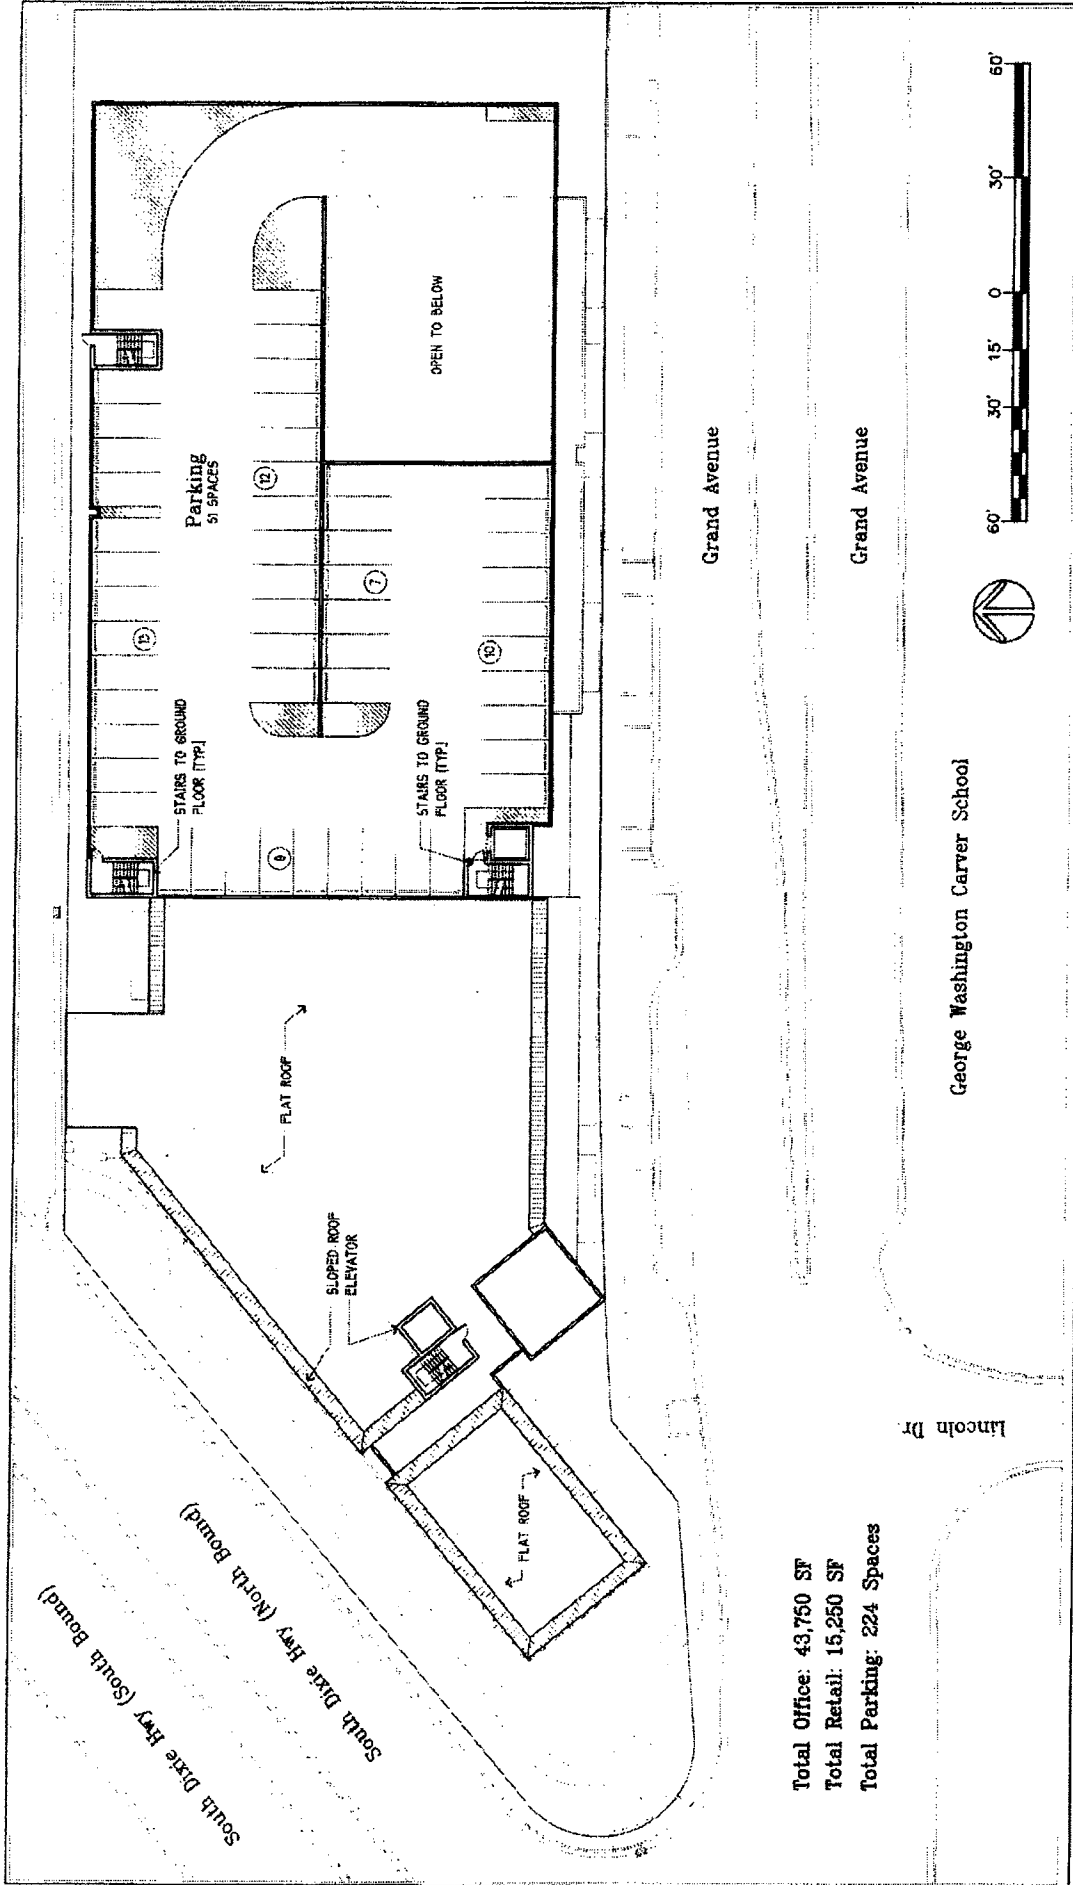 South Dixie Hwy (South Bound)
South Dixie Hwy (North Bound)
FLAT ROOF
SLOPED ROOF
ELEVATOR
FLAT ROOF
STAIRS TO GROUND
FLOOR [TYP.]
STAIRS TO GROUND
FLOOR [TYP.]
Parking
51 SPACES
12
7
10
OPEN TO BELOW
Grand Avenue
Grand Avenue
George Washington Carver School
Lincoln Dr.
60' 30' 15' 0 30' 60'
Total Office: 43,750 SF
Total Retail: 15,250 SF
Total Parking: 224 Spaces